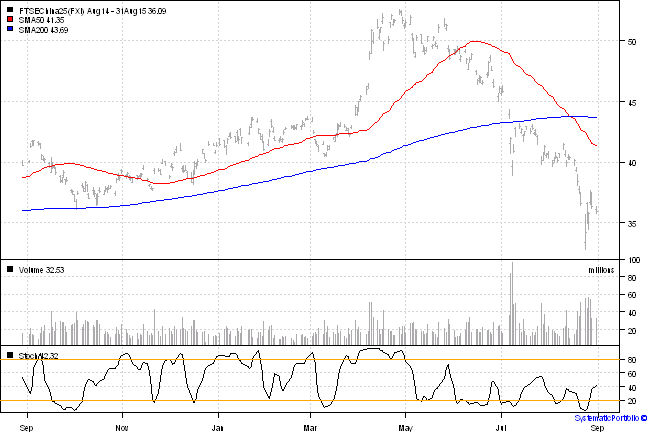 FTSEChina25(FXI) Aug14 - 31Aug15 36.09
SMA50 41.35
SMA200 43.69
50
45
40
35
Volume 32.53
millions
100
80
60
40
20
Stoch 42.32
80
60
40
20
Sep
Nov
Jan
Mar
May
Jul
Sep
SystematicPortfolio ©